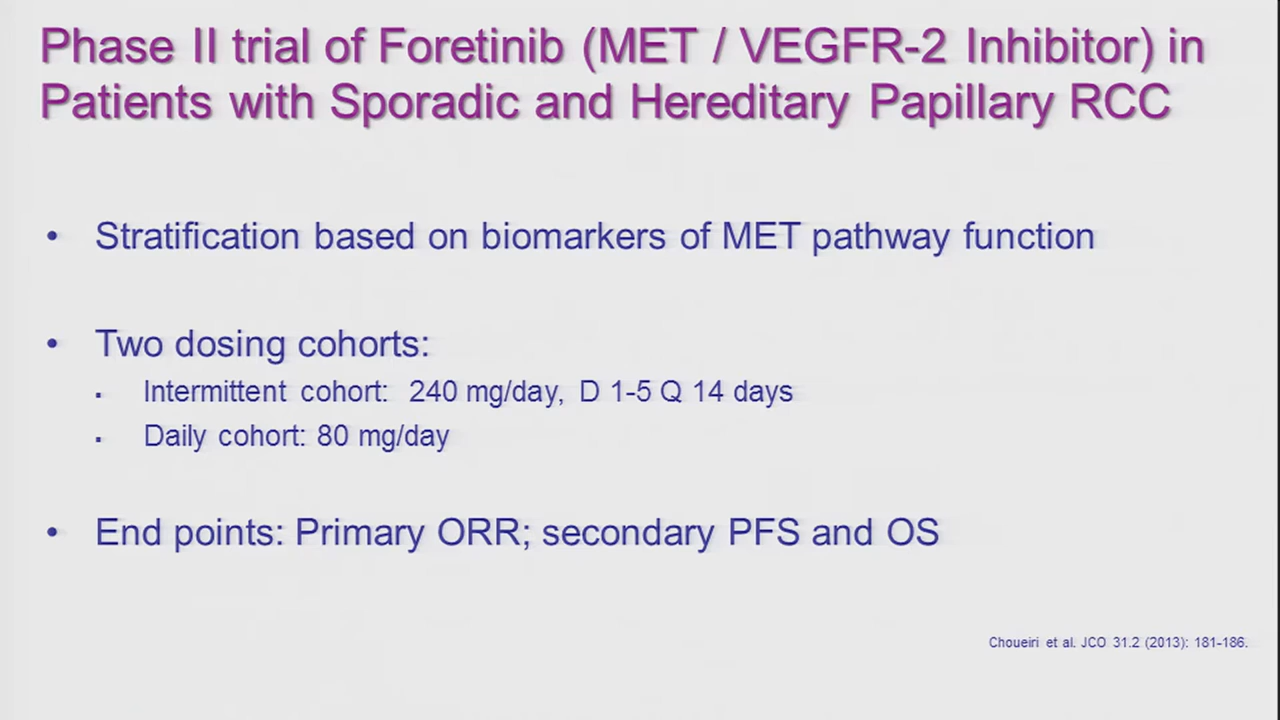 Phase II trial of Foretinib (MET / VEGFR-2 Inhibitor) in
Patients with Sporadic and Hereditary Papillary RCC
• Stratification based on biomarkers of MET pathway function
• Two dosing cohorts:
▪ Intermittent cohort: 240 mg/day, D 1-5 Q 14 days
▪ Daily cohort: 80 mg/day
• End points: Primary ORR; secondary PFS and OS
Choueiri et al. JCO 31.2 (2013): 181-186.